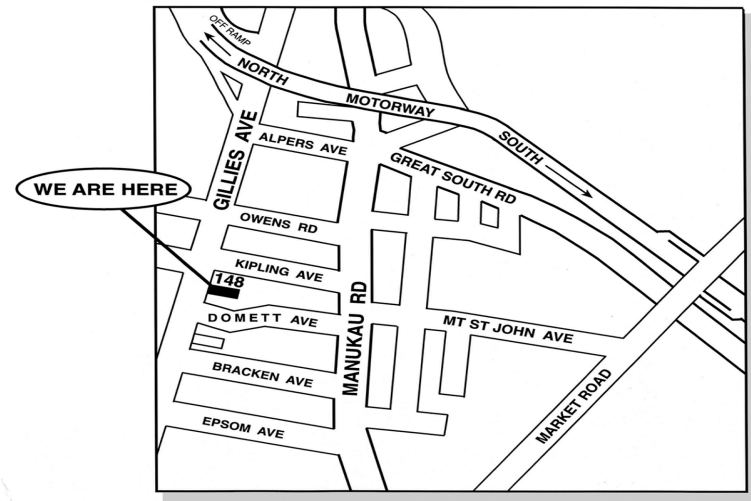 OFF RAMP
NORTH
MOTORWAY
SOUTH
GILLIES AVE
ALPERS AVE
GREAT SOUTH RD
WE ARE HERE
OWENS RD
KIPLING AVE
148
DOMETT AVE
MANUKAU RD
MT ST JOHN AVE
BRACKEN AVE
MARKET ROAD
EPSOM AVE